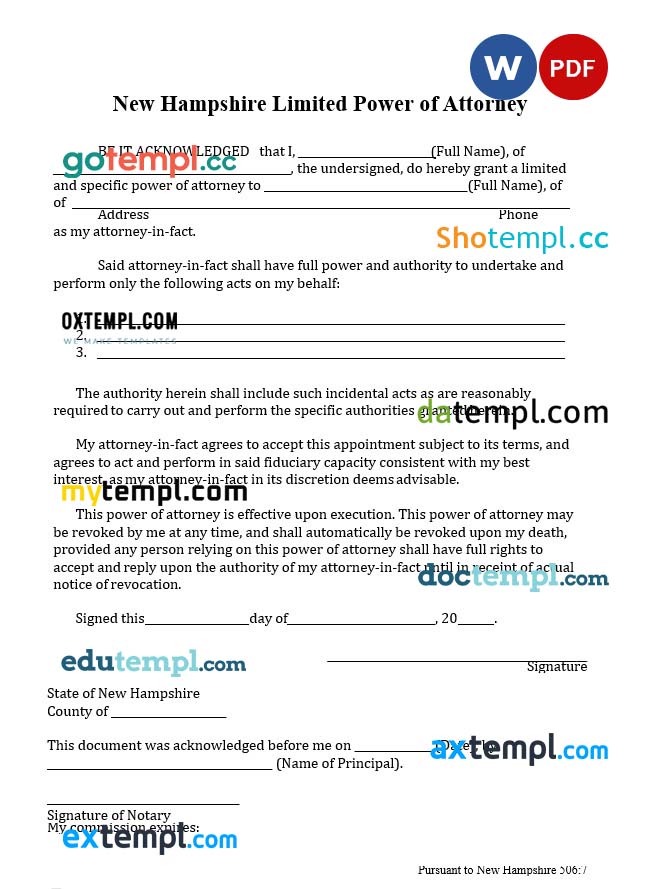 W PDF
New Hampshire Limited Power of Attorney
BE IT ACKNOWLEDGED that I, ____________________(Full Name), of
gotempl.cc
____________________________________, the undersigned, do hereby grant a limited
and specific power of attorney to ______________________________(Full Name), of
of ______________________________
Address Phone
as my attorney-in-fact.
Shotempl.cc
Said attorney-in-fact shall have full power and authority to undertake and
perform only the following acts on my behalf:
OXTEMPL.COM
WE MAKE TEMPLATES
1. ______________________________
2. ______________________________
3. ______________________________
The authority herein shall include such incidental acts as are reasonably
required to carry out and perform the specific authorities granted herein.
datempl.com
My attorney-in-fact agrees to accept this appointment subject to its terms, and
agrees to act and perform in said fiduciary capacity consistent with my best
interest, as my attorney-in-fact in its discretion deems advisable.
mytempl.com
This power of attorney is effective upon execution. This power of attorney may
be revoked by me at any time, and shall automatically be revoked upon my death,
provided any person relying on this power of attorney shall have full rights to
accept and reply upon the authority of my attorney-in-fact until in receipt of actual
doctempl.com
notice of revocation.
Signed this_______________day of______________________, 20_____.
edutempl.com
______________________________
Signature
State of New Hampshire
County of ________________
This document was acknowledged before me on ____________ (Date) by
axtempl.com
______________________________ (Name of Principal).
______________________________
Signature of Notary
My commission expires:
extempl.com
Pursuant to New Hampshire 506:7